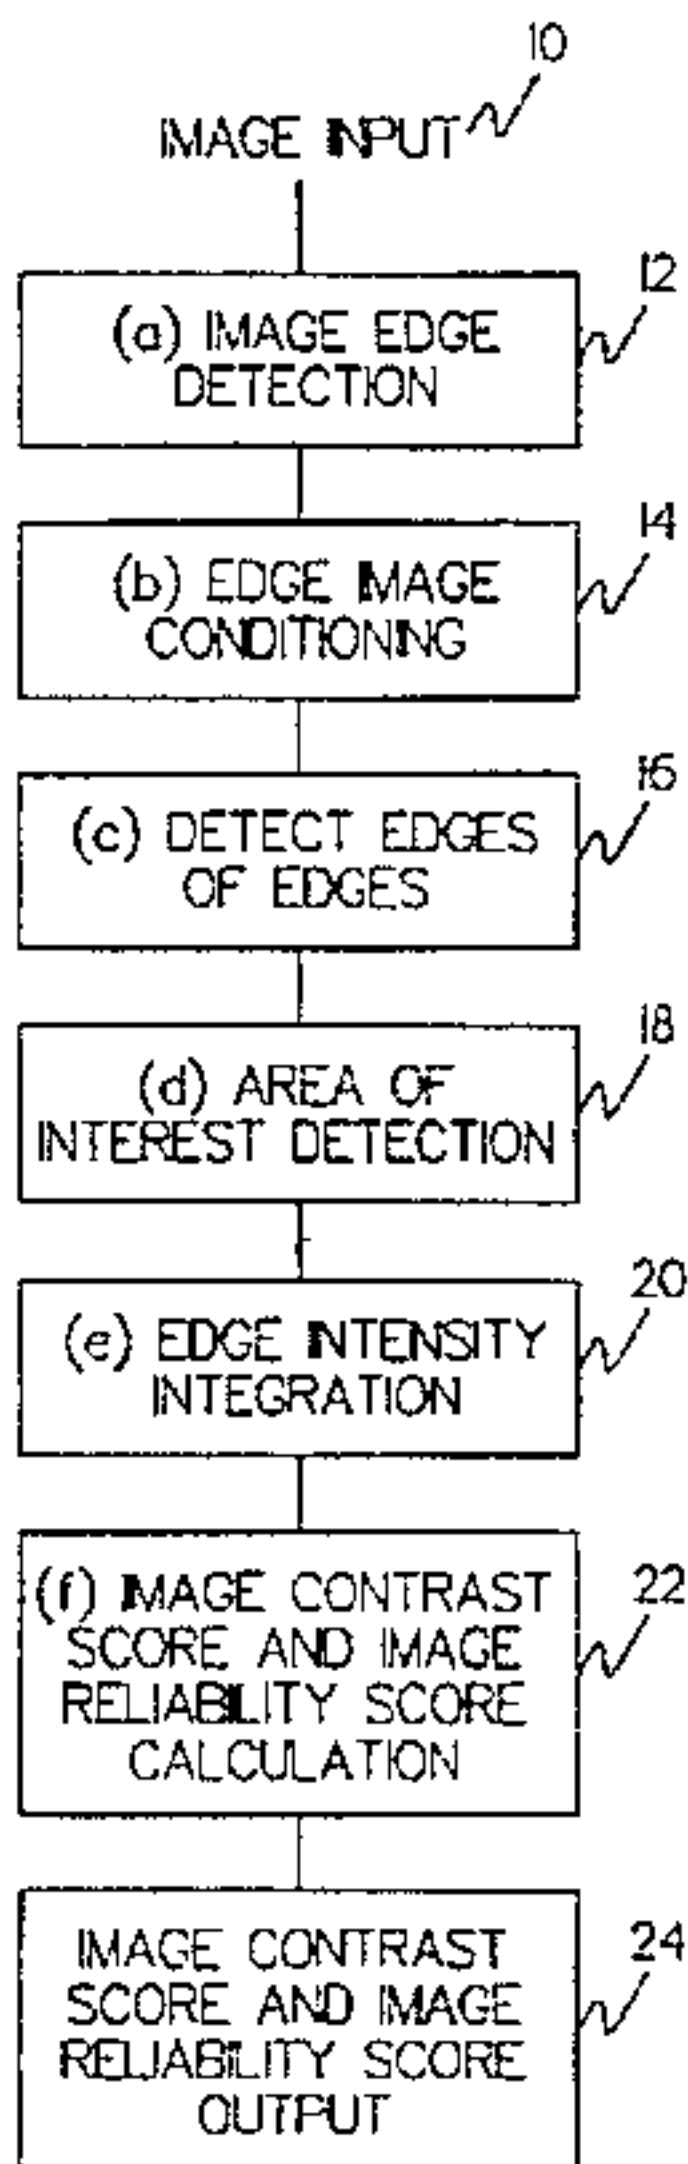 10
IMAGE INPUT
12
(a) IMAGE EDGE
DETECTION
14
(b) EDGE IMAGE
CONDITIONING
16
(c) DETECT EDGES
OF EDGES
18
(d) AREA OF
INTEREST DETECTION
20
(e) EDGE INTENSITY
INTEGRATION
22
(f) IMAGE CONTRAST
SCORE AND IMAGE
RELIABILITY SCORE
CALCULATION
24
IMAGE CONTRAST
SCORE AND IMAGE
RELIABILITY SCORE
OUTPUT